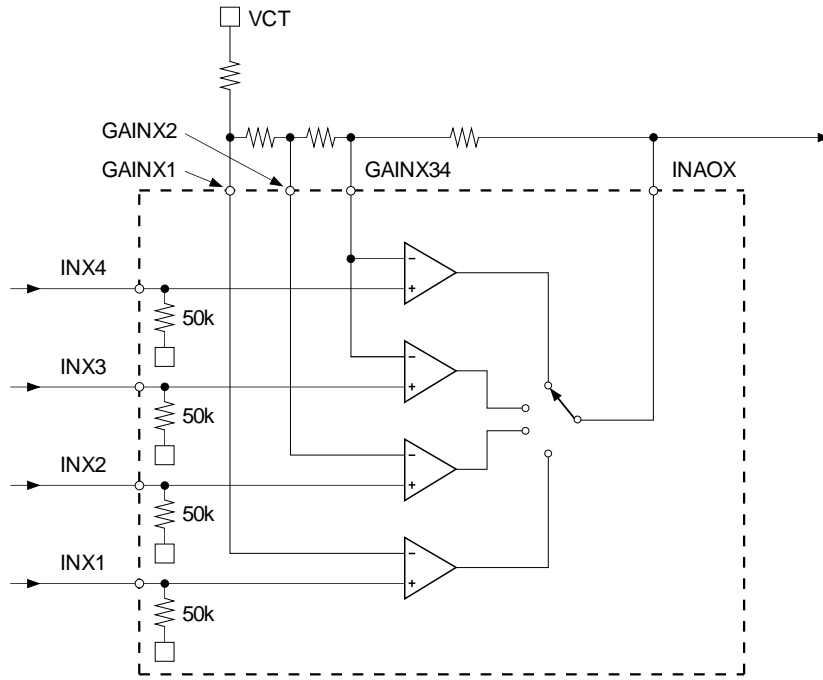 VCT
GAINX2
GAINX1
GAINX34
INAOX
INX4
50k
INX3
50k
INX2
50k
INX1
50k